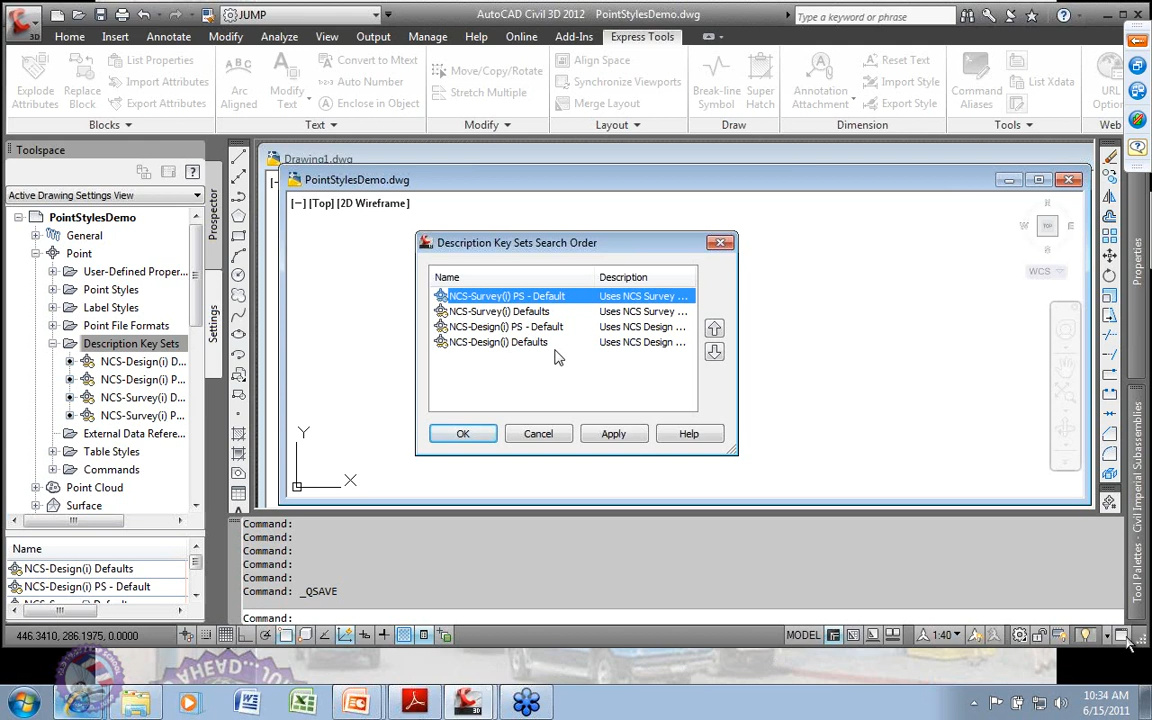 JUMP
AutoCAD Civil 3D 2012 PointStylesDemo.dwg
Type a keyword or phrase
3D
Home Insert Annotate Modify Analyze View Output Manage Help Online Add-Ins Express Tools
Explode Attributes
Replace Block
List Properties
Import Attributes
Export Attributes
Blocks
Arc Aligned
Modify Text
Convert to Mtext
Auto Number
Enclose in Object
Text
Move/Copy/Rotate
Stretch Multiple
Modify
Align Space
Synchronize Viewports
Merge Layout
Layout
Break-line Symbol
Super Hatch
Draw
Annotation Attachment
Reset Text
Import Style
Export Style
Dimension
Command Aliases
List Xdata
Tools
URL Optio
Web
Toolspace
Active Drawing Settings View
PointStylesDemo
General
Point
User-Defined Proper...
Point Styles
Label Styles
Point File Formats
Description Key Sets
NCS-Design(i) D...
NCS-Design(i) P...
NCS-Survey(i) D...
NCS-Survey(i) P...
External Data Refere...
Table Styles
Commands
Point Cloud
Surface
Prospector
Settings
Name
NCS-Design(i) Defaults
NCS-Design(i) PS - Default
Drawing1.dwg
PointStylesDemo.dwg
[−] [Top] [2D Wireframe]
N
W TOP E
S
WCS
Y
X
Description Key Sets Search Order
Name Description
NCS-Survey(i) PS - Default Uses NCS Survey ...
NCS-Survey(i) Defaults Uses NCS Survey ...
NCS-Design(i) PS - Default Uses NCS Design ...
NCS-Design(i) Defaults Uses NCS Design ...
OK Cancel Apply Help
Properties
Tool Palettes - Civil Imperial Subassemblies
Command:
Command:
Command:
Command:
Command:
Command: _QSAVE
Command:
446.3410, 286.1975, 0.0000
MODEL
1:40
AHEAD
10:34 AM
6/15/2011